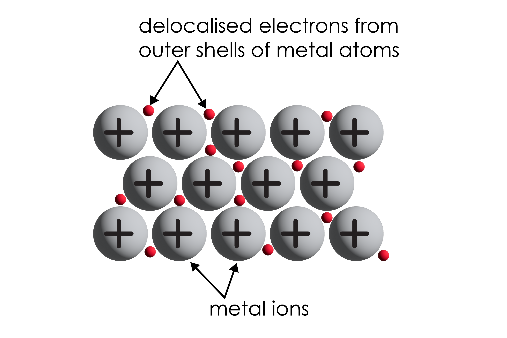 delocalised electrons from
outer shells of metal atoms
+ + + + +
+ + + +
+ + + + +
metal ions